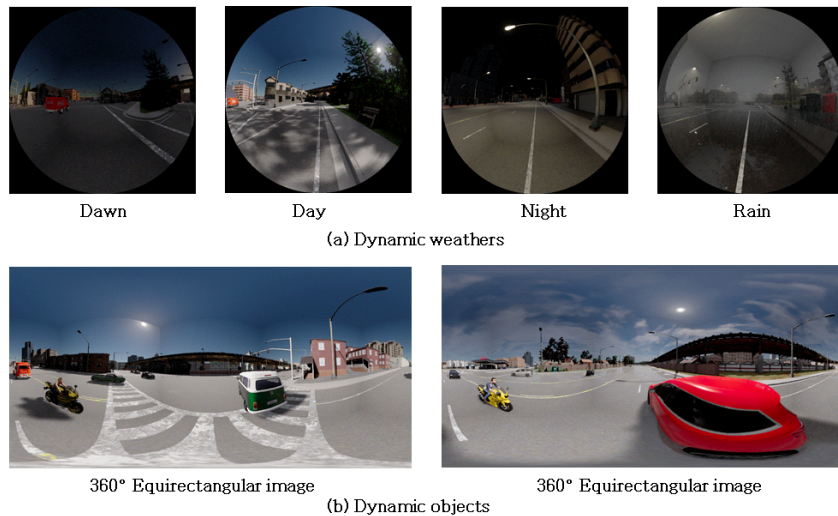 Dawn
Day
Night
Rain
(a) Dynamic weathers
360° Equirectangular image
360° Equirectangular image
(b) Dynamic objects